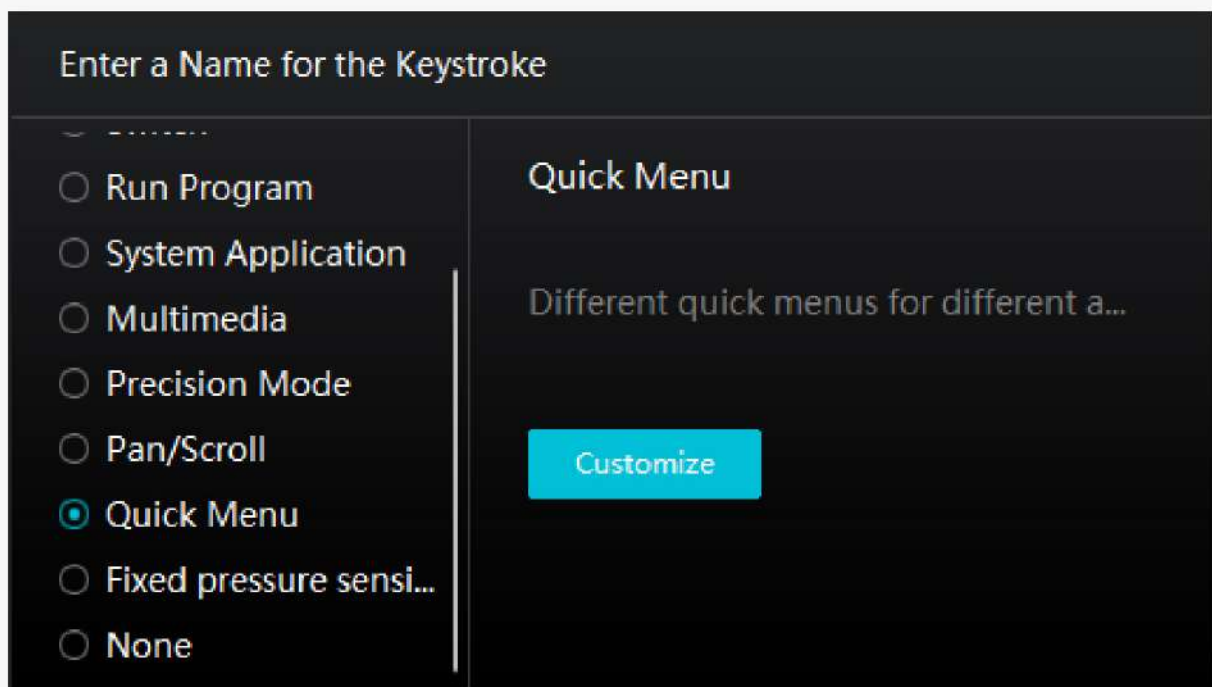 Enter a Name for the Keystroke
Run Program
System Application
Multimedia
Precision Mode
Pan/Scroll
Quick Menu
Fixed pressure sensi...
None
Quick Menu
Different quick menus for different a...
Customize